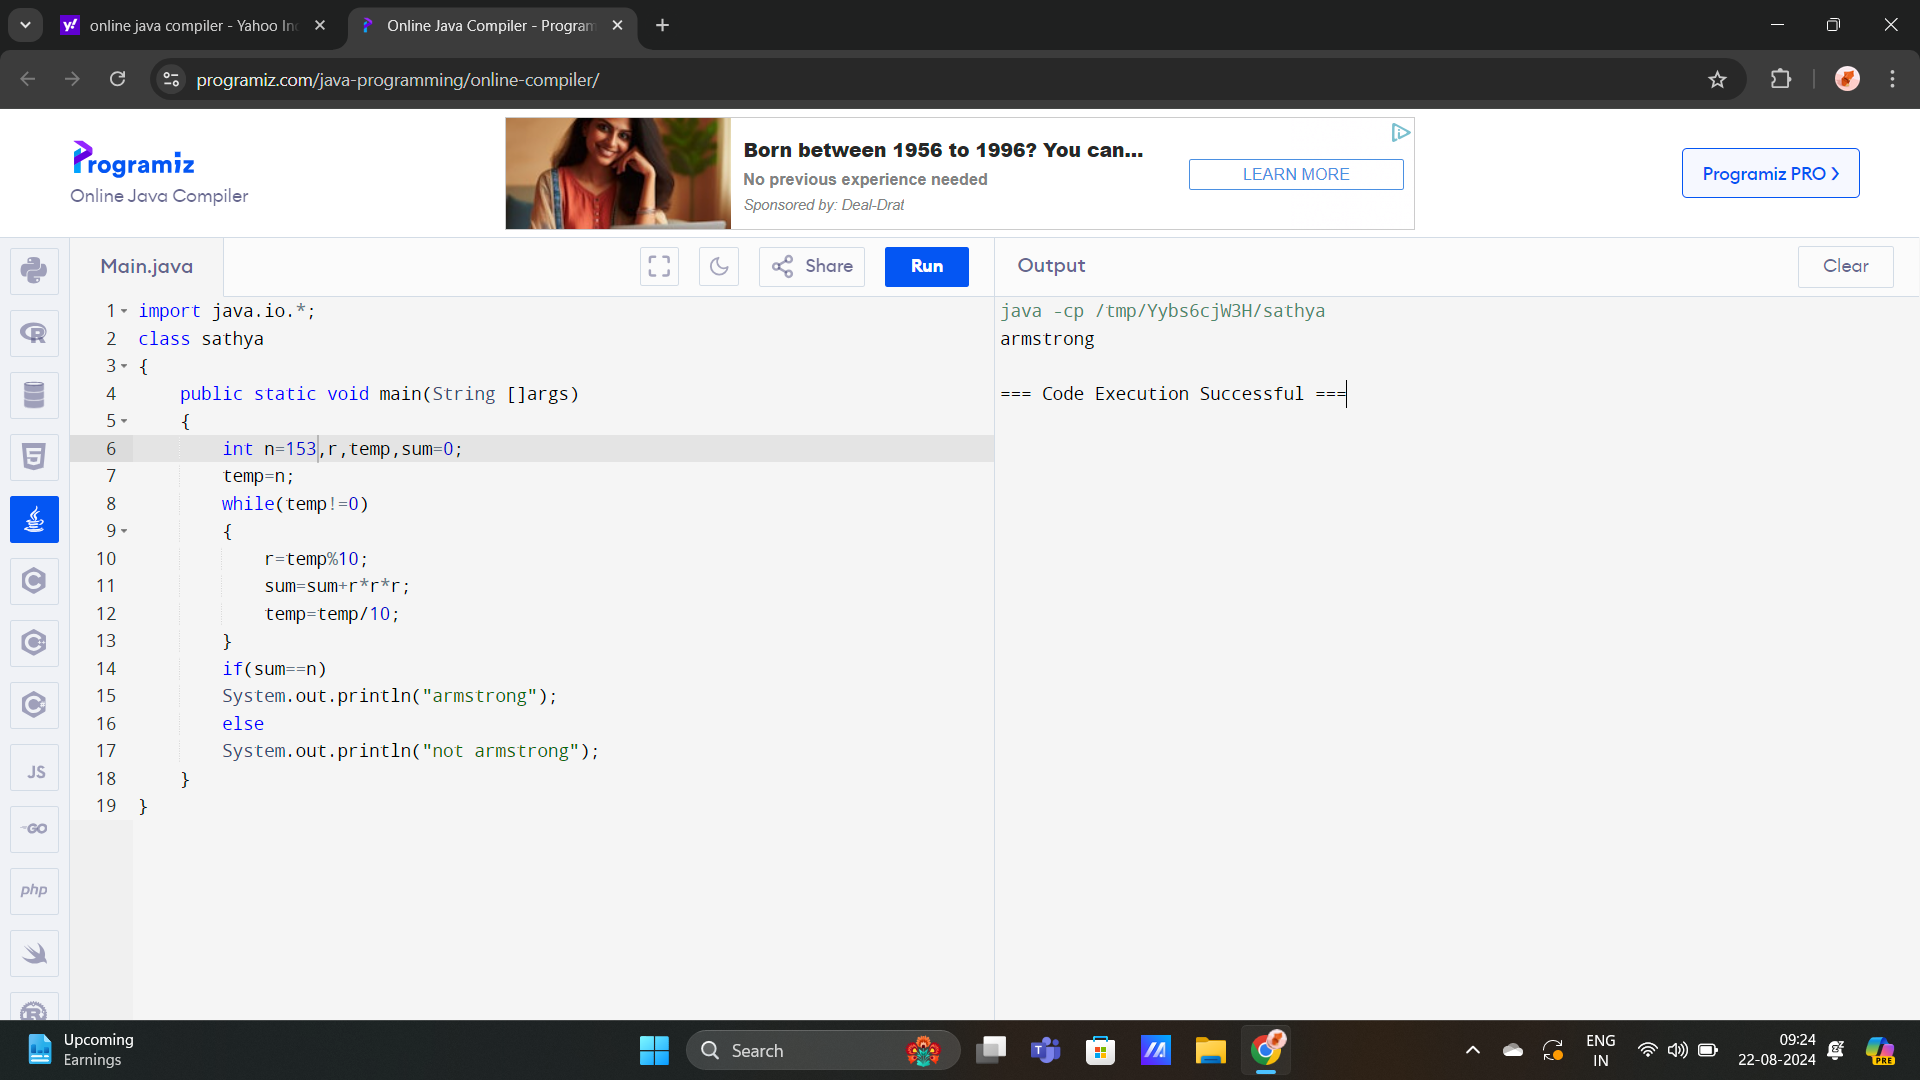 online java compiler - Yahoo In
Online Java Compiler - Program
programiz.com/java-programming/online-compiler/
Programiz
Online Java Compiler
Born between 1956 to 1996? You can...
No previous experience needed
Sponsored by: Deal-Drat
LEARN MORE
Programiz PRO
Main.java
Share
Run
Output
Clear
1 import java.io.*;
2 class sathya
3 {
4 public static void main(String []args)
5 {
6 int n=153,r,temp,sum=0;
7 temp=n;
8 while(temp!=0)
9 {
10 r=temp%10;
11 sum=sum+r*r*r;
12 temp=temp/10;
13 }
14 if(sum==n)
15 System.out.println("armstrong");
16 else
17 System.out.println("not armstrong");
18 }
19 }
java -cp /tmp/Yybs6cjW3H/sathya
armstrong
=== Code Execution Successful ===
R
5
C
C
C
JS
GO
php
R
Upcoming
Earnings
Search
ENG
IN
09:24
22-08-2024
PRE